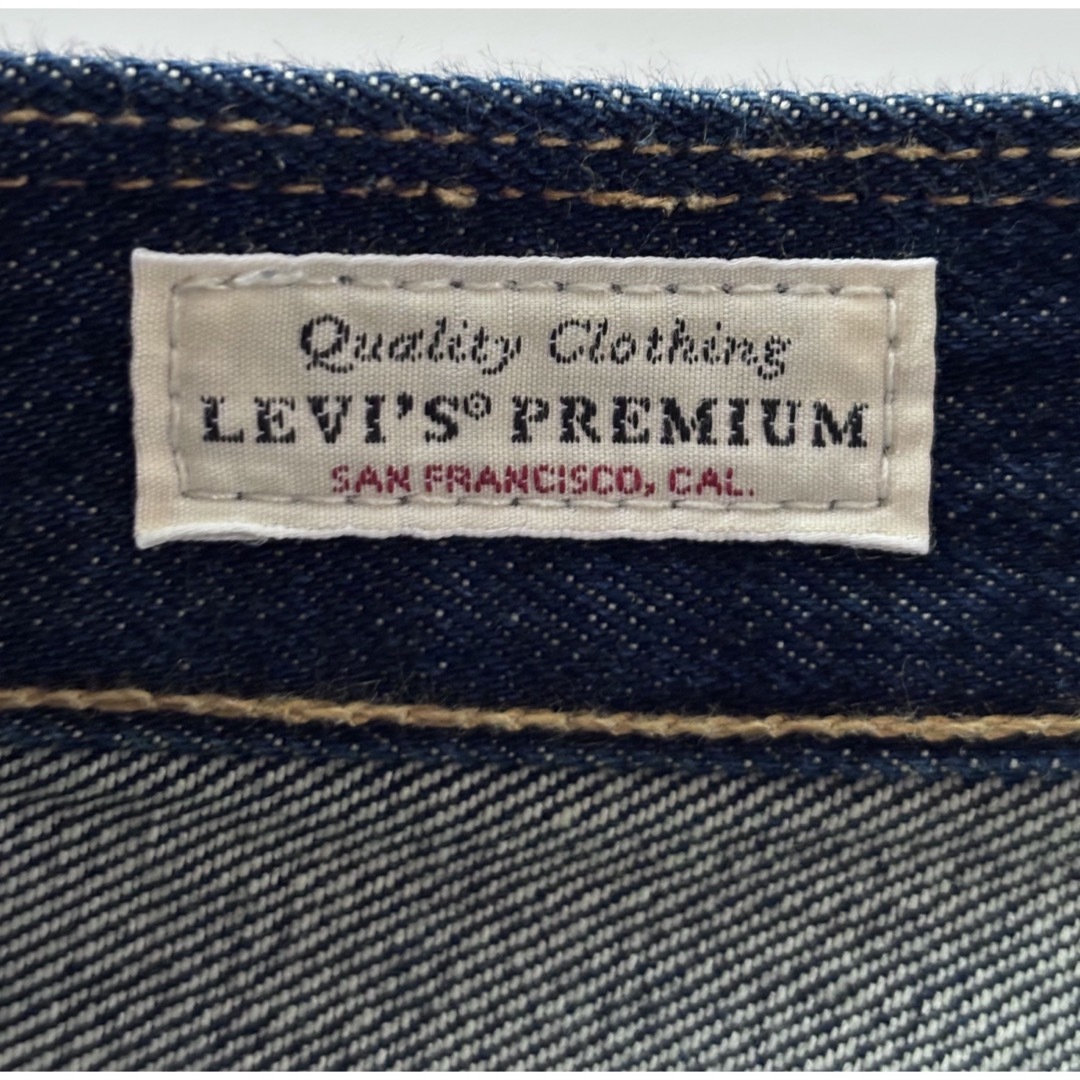 Quality Clothing
LEVI'S® PREMIUM
SAN FRANCISCO, CAL.